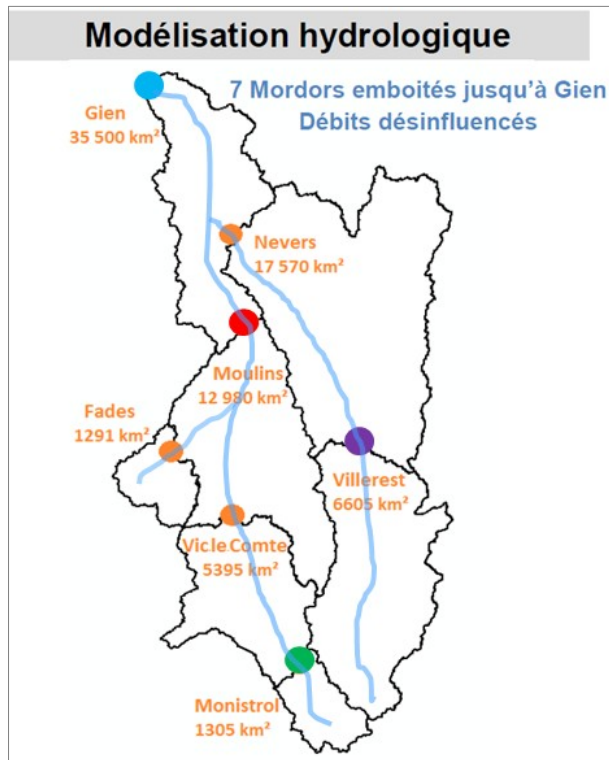 Modélisation hydrologique
7 Mordors emboités jusqu'à Gien
Débits désinfluencés
Gien
35 500 km²
Nevers
17 570 km²
Moulins
12 980 km²
Fades
1291 km²
Villerest
6605 km²
Vic le Comte
5395 km²
Monistrol
1305 km²